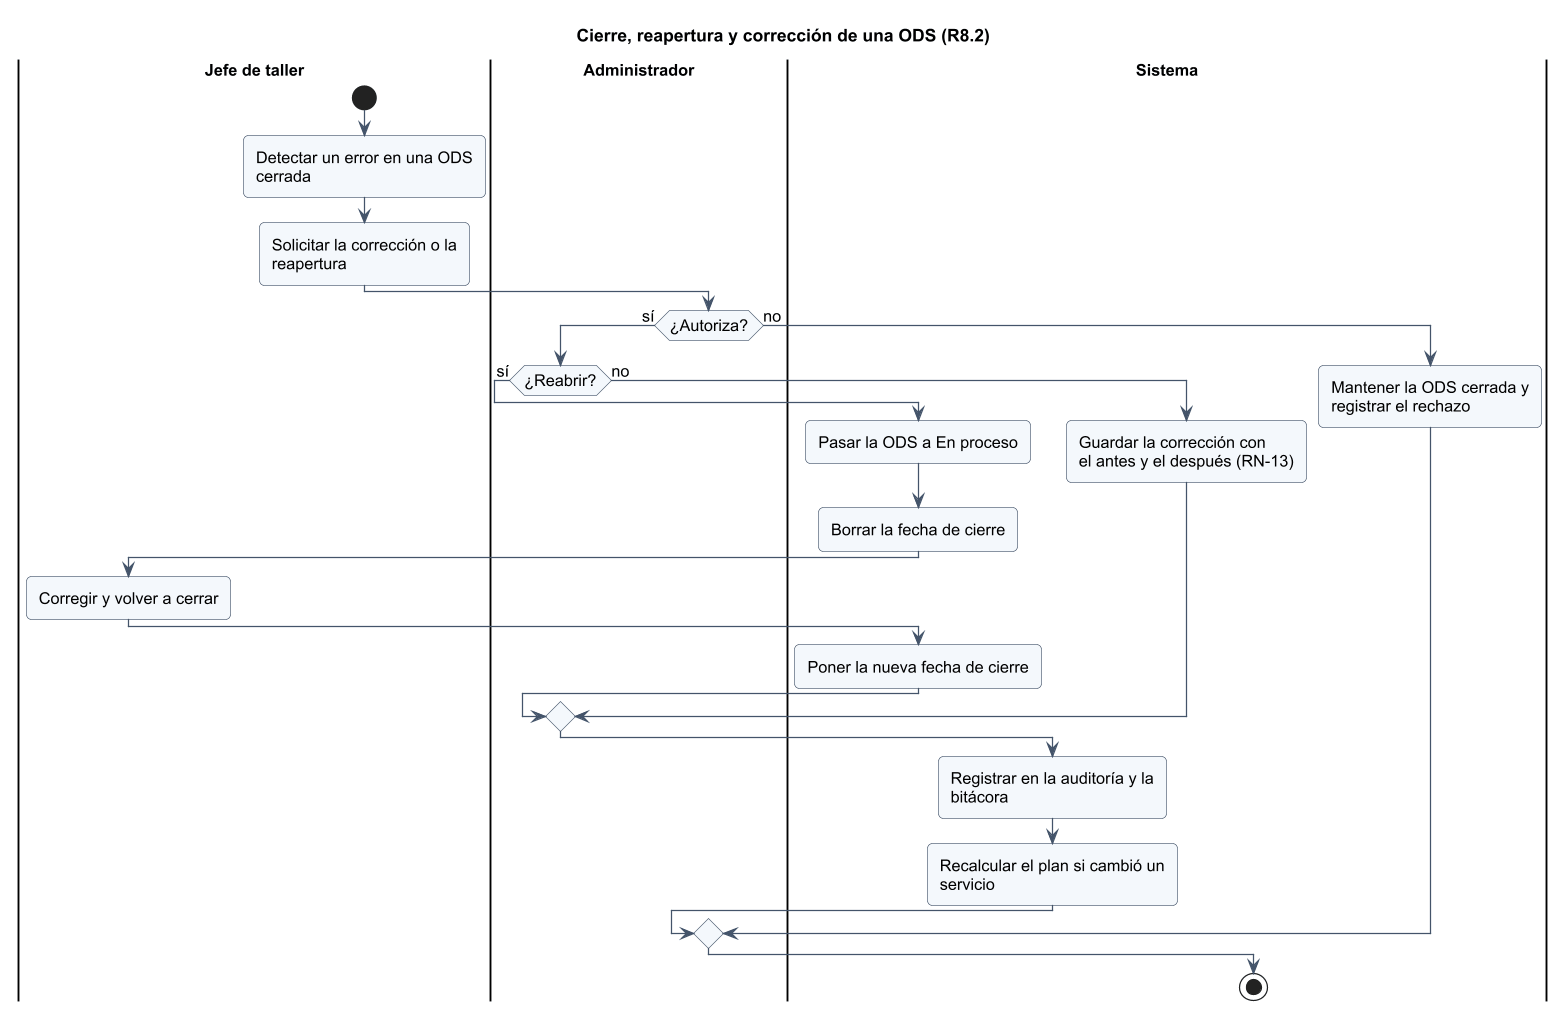 Cierre, reapertura y corrección de una ODS (R8.2)
Jefe de taller
Administrador
Sistema
Detectar un error en una ODS
cerrada
Solicitar la corrección o la
reapertura
sí
¿Autoriza?
no
sí
¿Reabrir?
no
Mantener la ODS cerrada y
registrar el rechazo
Pasar la ODS a En proceso
Guardar la corrección con
el antes y el después (RN-13)
Borrar la fecha de cierre
Corregir y volver a cerrar
Poner la nueva fecha de cierre
Registrar en la auditoría y la
bitácora
Recalcular el plan si cambió un
servicio